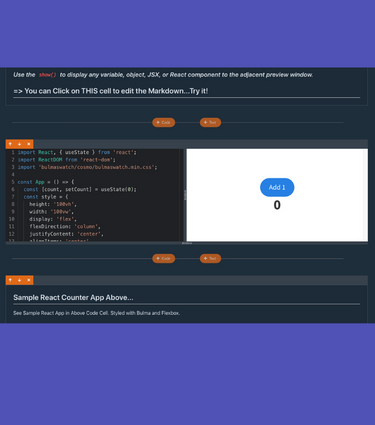 Use the show() to display any variable, object, JSX, or React component to the adjacent preview window.
=> You can Click on THIS cell to edit the Markdown...Try it!
+ Code + Text
1 import React, { useState } from 'react';
2 import ReactDOM from 'react-dom';
3 import 'bulmaswatch/cosmo/bulmaswatch.min.css';
4
5 const App = () => {
6 const [count, setCount] = useState(0);
7 const style = {
8 height: '100vh',
9 width: '100vw',
10 display: 'flex',
11 flexDirection: 'column',
12 justifyContent: 'center',
13 alignItems: 'center',
Add 1
0
+ Code + Text
Sample React Counter App Above...
See Sample React App in Above Code Cell. Styled with Bulma and Flexbox.